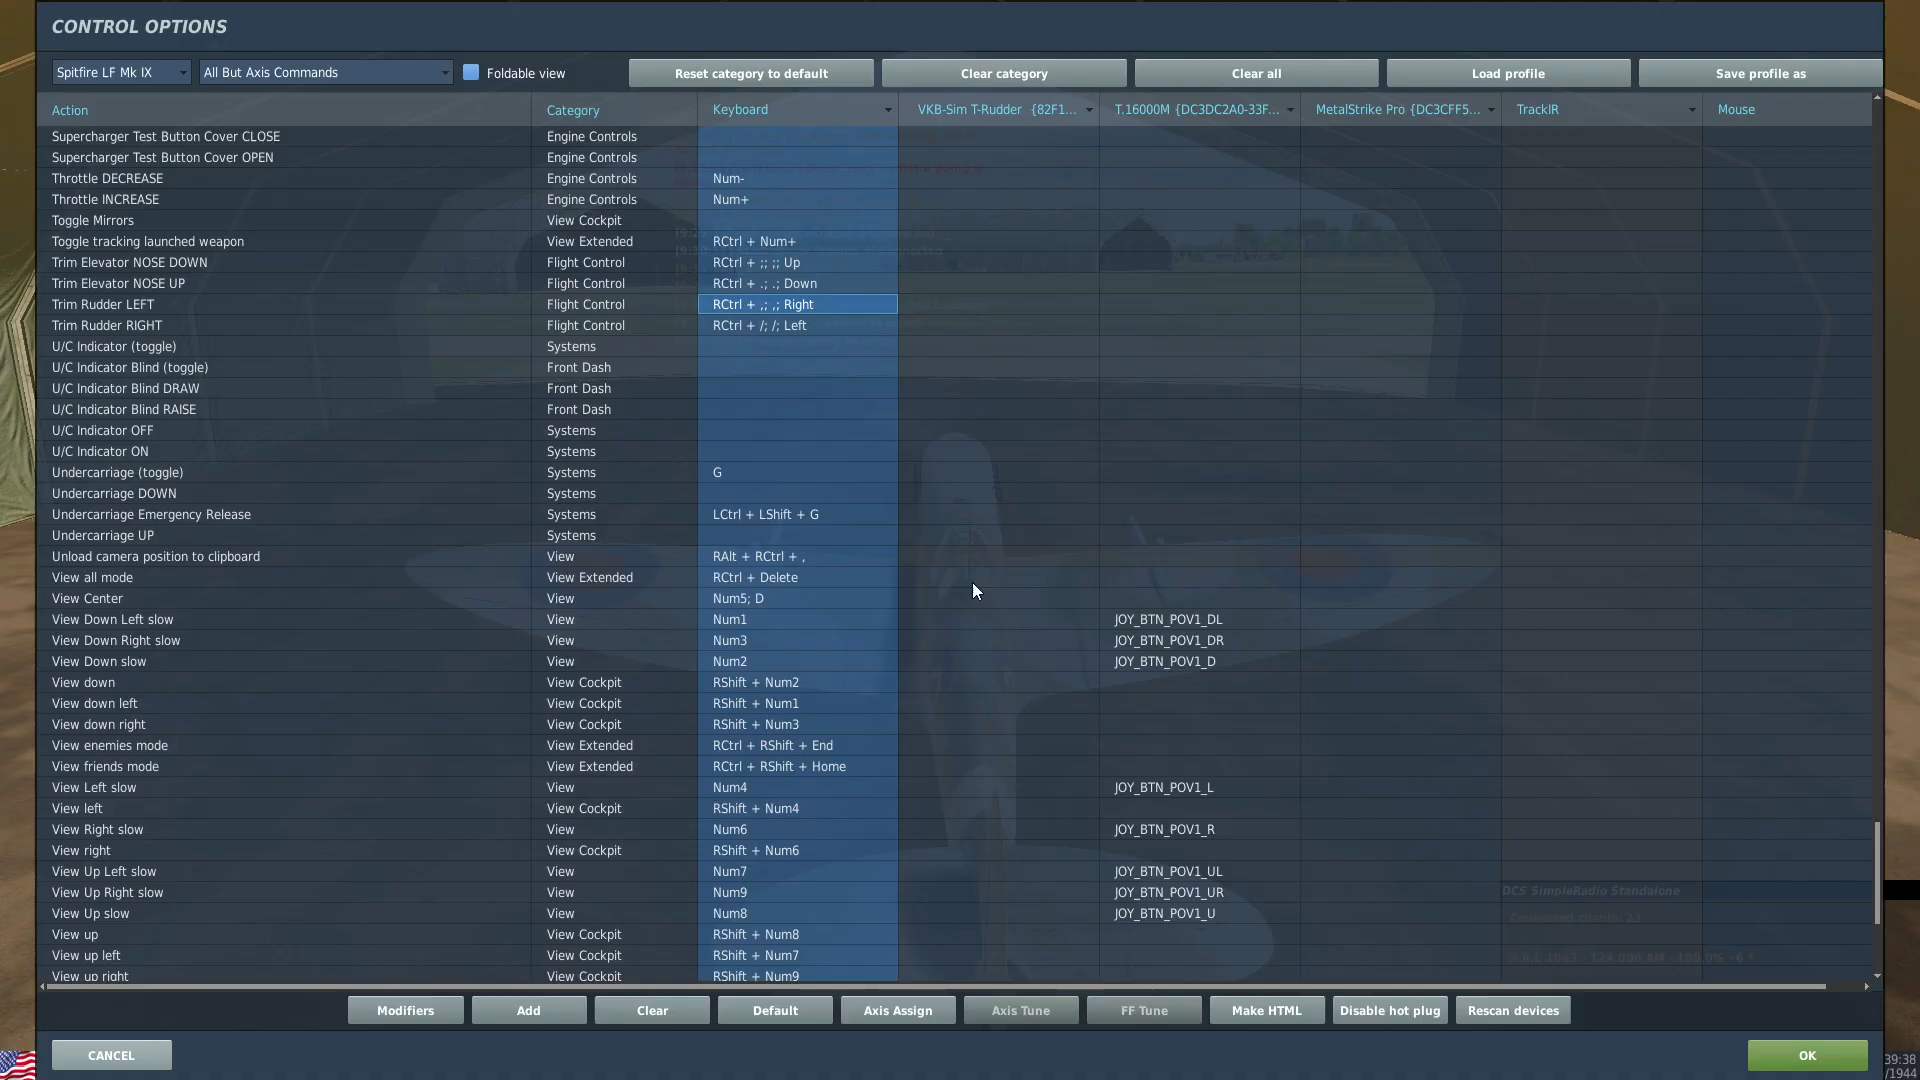 CONTROL OPTIONS
Spitfire LF Mk IX All But Axis Commands Foldable view Reset category to default Clear category Clear all Load profile Save profile as
Action Category Keyboard VKB-Sim T-Rudder {82F1... T.16000M {DC3DC2A0-33F... MetalStrike Pro {DC3CFF5... TrackIR Mouse
Supercharger Test Button Cover CLOSE Engine Controls
Supercharger Test Button Cover OPEN Engine Controls
Throttle DECREASE Engine Controls Num-
Throttle INCREASE Engine Controls Num+
Toggle Mirrors View Cockpit
Toggle tracking launched weapon View Extended RCtrl + Num+
Trim Elevator NOSE DOWN Flight Control RCtrl + ;; ;; Up
Trim Elevator NOSE UP Flight Control RCtrl + .; .; Down
Trim Rudder LEFT Flight Control RCtrl + ,; ,; Right
Trim Rudder RIGHT Flight Control RCtrl + /; /; Left
U/C Indicator (toggle) Systems
U/C Indicator Blind (toggle) Front Dash
U/C Indicator Blind DRAW Front Dash
U/C Indicator Blind RAISE Front Dash
U/C Indicator OFF Systems
U/C Indicator ON Systems
Undercarriage (toggle) Systems G
Undercarriage DOWN Systems
Undercarriage Emergency Release Systems LCtrl + LShift + G
Undercarriage UP Systems
Unload camera position to clipboard View RAlt + RCtrl + ,
View all mode View Extended RCtrl + Delete
View Center View Num5; D
View Down Left slow View Num1 JOY_BTN_POV1_DL
View Down Right slow View Num3 JOY_BTN_POV1_DR
View Down slow View Num2 JOY_BTN_POV1_D
View down View Cockpit RShift + Num2
View down left View Cockpit RShift + Num1
View down right View Cockpit RShift + Num3
View enemies mode View Extended RCtrl + RShift + End
View friends mode View Extended RCtrl + RShift + Home
View Left slow View Num4 JOY_BTN_POV1_L
View left View Cockpit RShift + Num4
View Right slow View Num6 JOY_BTN_POV1_R
View right View Cockpit RShift + Num6
View Up Left slow View Num7 JOY_BTN_POV1_UL
View Up Right slow View Num9 JOY_BTN_POV1_UR
DCS SimpleRadio Standalone
View Up slow View Num8 JOY_BTN_POV1_U
View up View Cockpit RShift + Num8
View up left View Cockpit RShift + Num7
View up right View Cockpit RShift + Num9
Modifiers Add Clear Default Axis Assign Axis Tune FF Tune Make HTML Disable hot plug Rescan devices
CANCEL OK
39:38
/1944